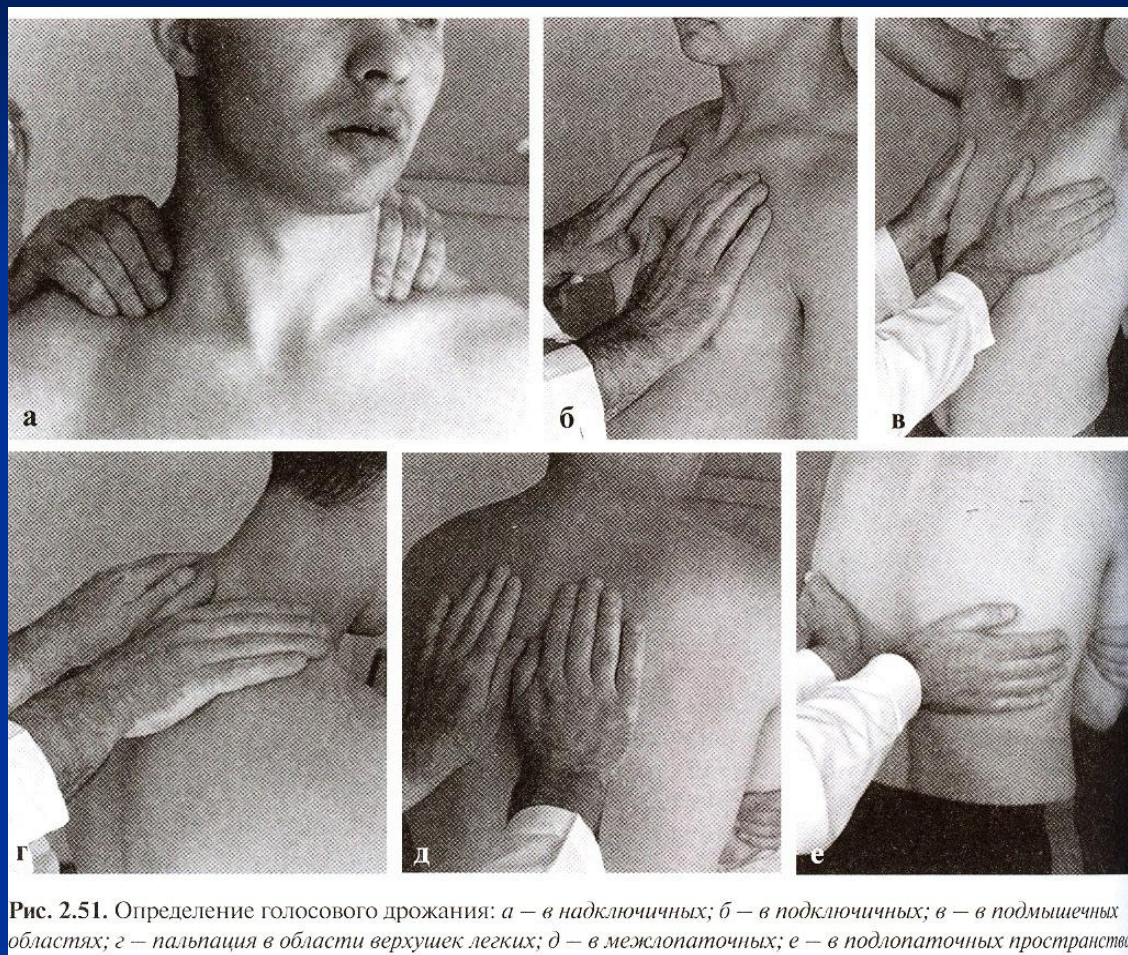 а
б
в
г
д
е
Рис. 2.51. Определение голосового дрожания: а — в надключичных; б — в подключичных; в — в подмышечных
областях; г — пальпация в области верхушек легких; д — в межлопаточных; е — в подлопаточных